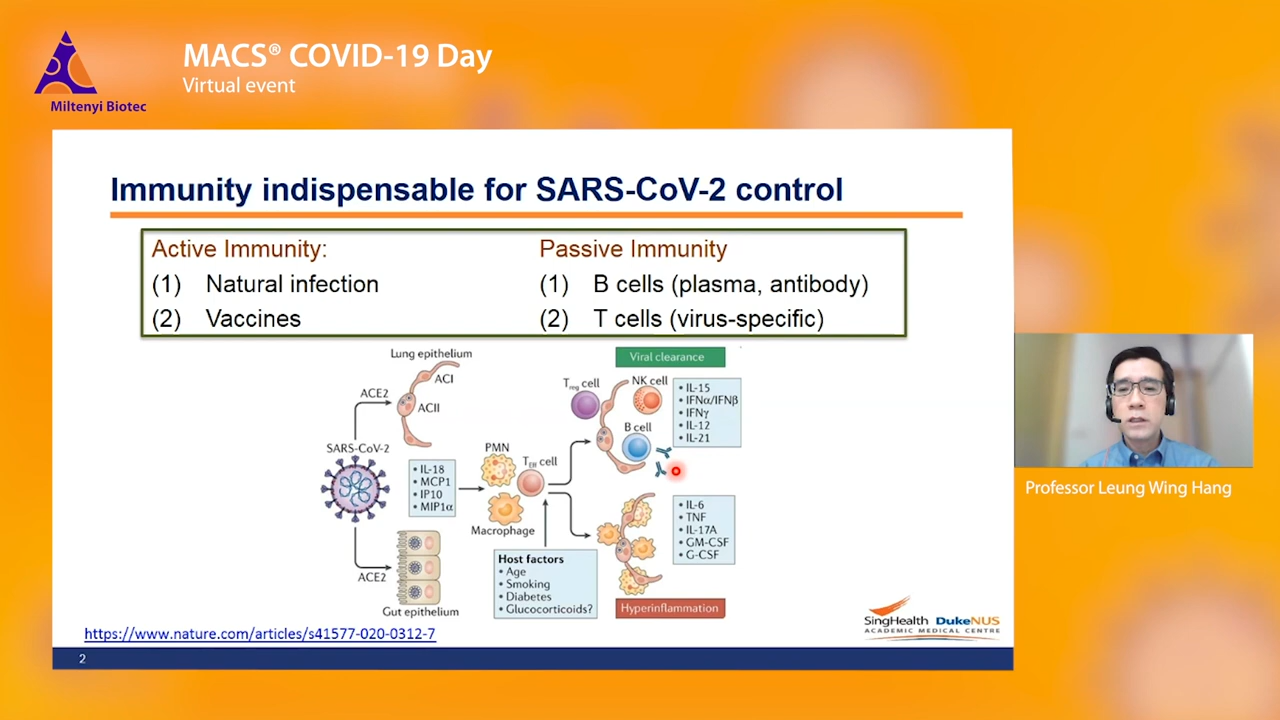 MACS® COVID-19 Day
Virtual event
Miltenyi Biotec
Immunity indispensable for SARS-CoV-2 control
Active Immunity:
(1) Natural infection
(2) Vaccines
Passive Immunity
(1) B cells (plasma, antibody)
(2) T cells (virus-specific)
Lung epithelium
ACI
ACII
ACE2
SARS-CoV-2
ACE2
Gut epithelium
• IL-18
• MCP1
• IP10
• MIP1α
PMN
Macrophage
TEff cell
Host factors
• Age
• Smoking
• Diabetes
• Glucocorticoids?
Viral clearance
Treg cell
NK cell
B cell
• IL-15
• IFNα/IFNβ
• IFNγ
• IL-12
• IL-21
• IL-6
• TNF
• IL-17A
• GM-CSF
• G-CSF
Hyperinflammation
https://www.nature.com/articles/s41577-020-0312-7
SingHealth DukeNUS
ACADEMIC MEDICAL CENTRE
2
Professor Leung Wing Hang